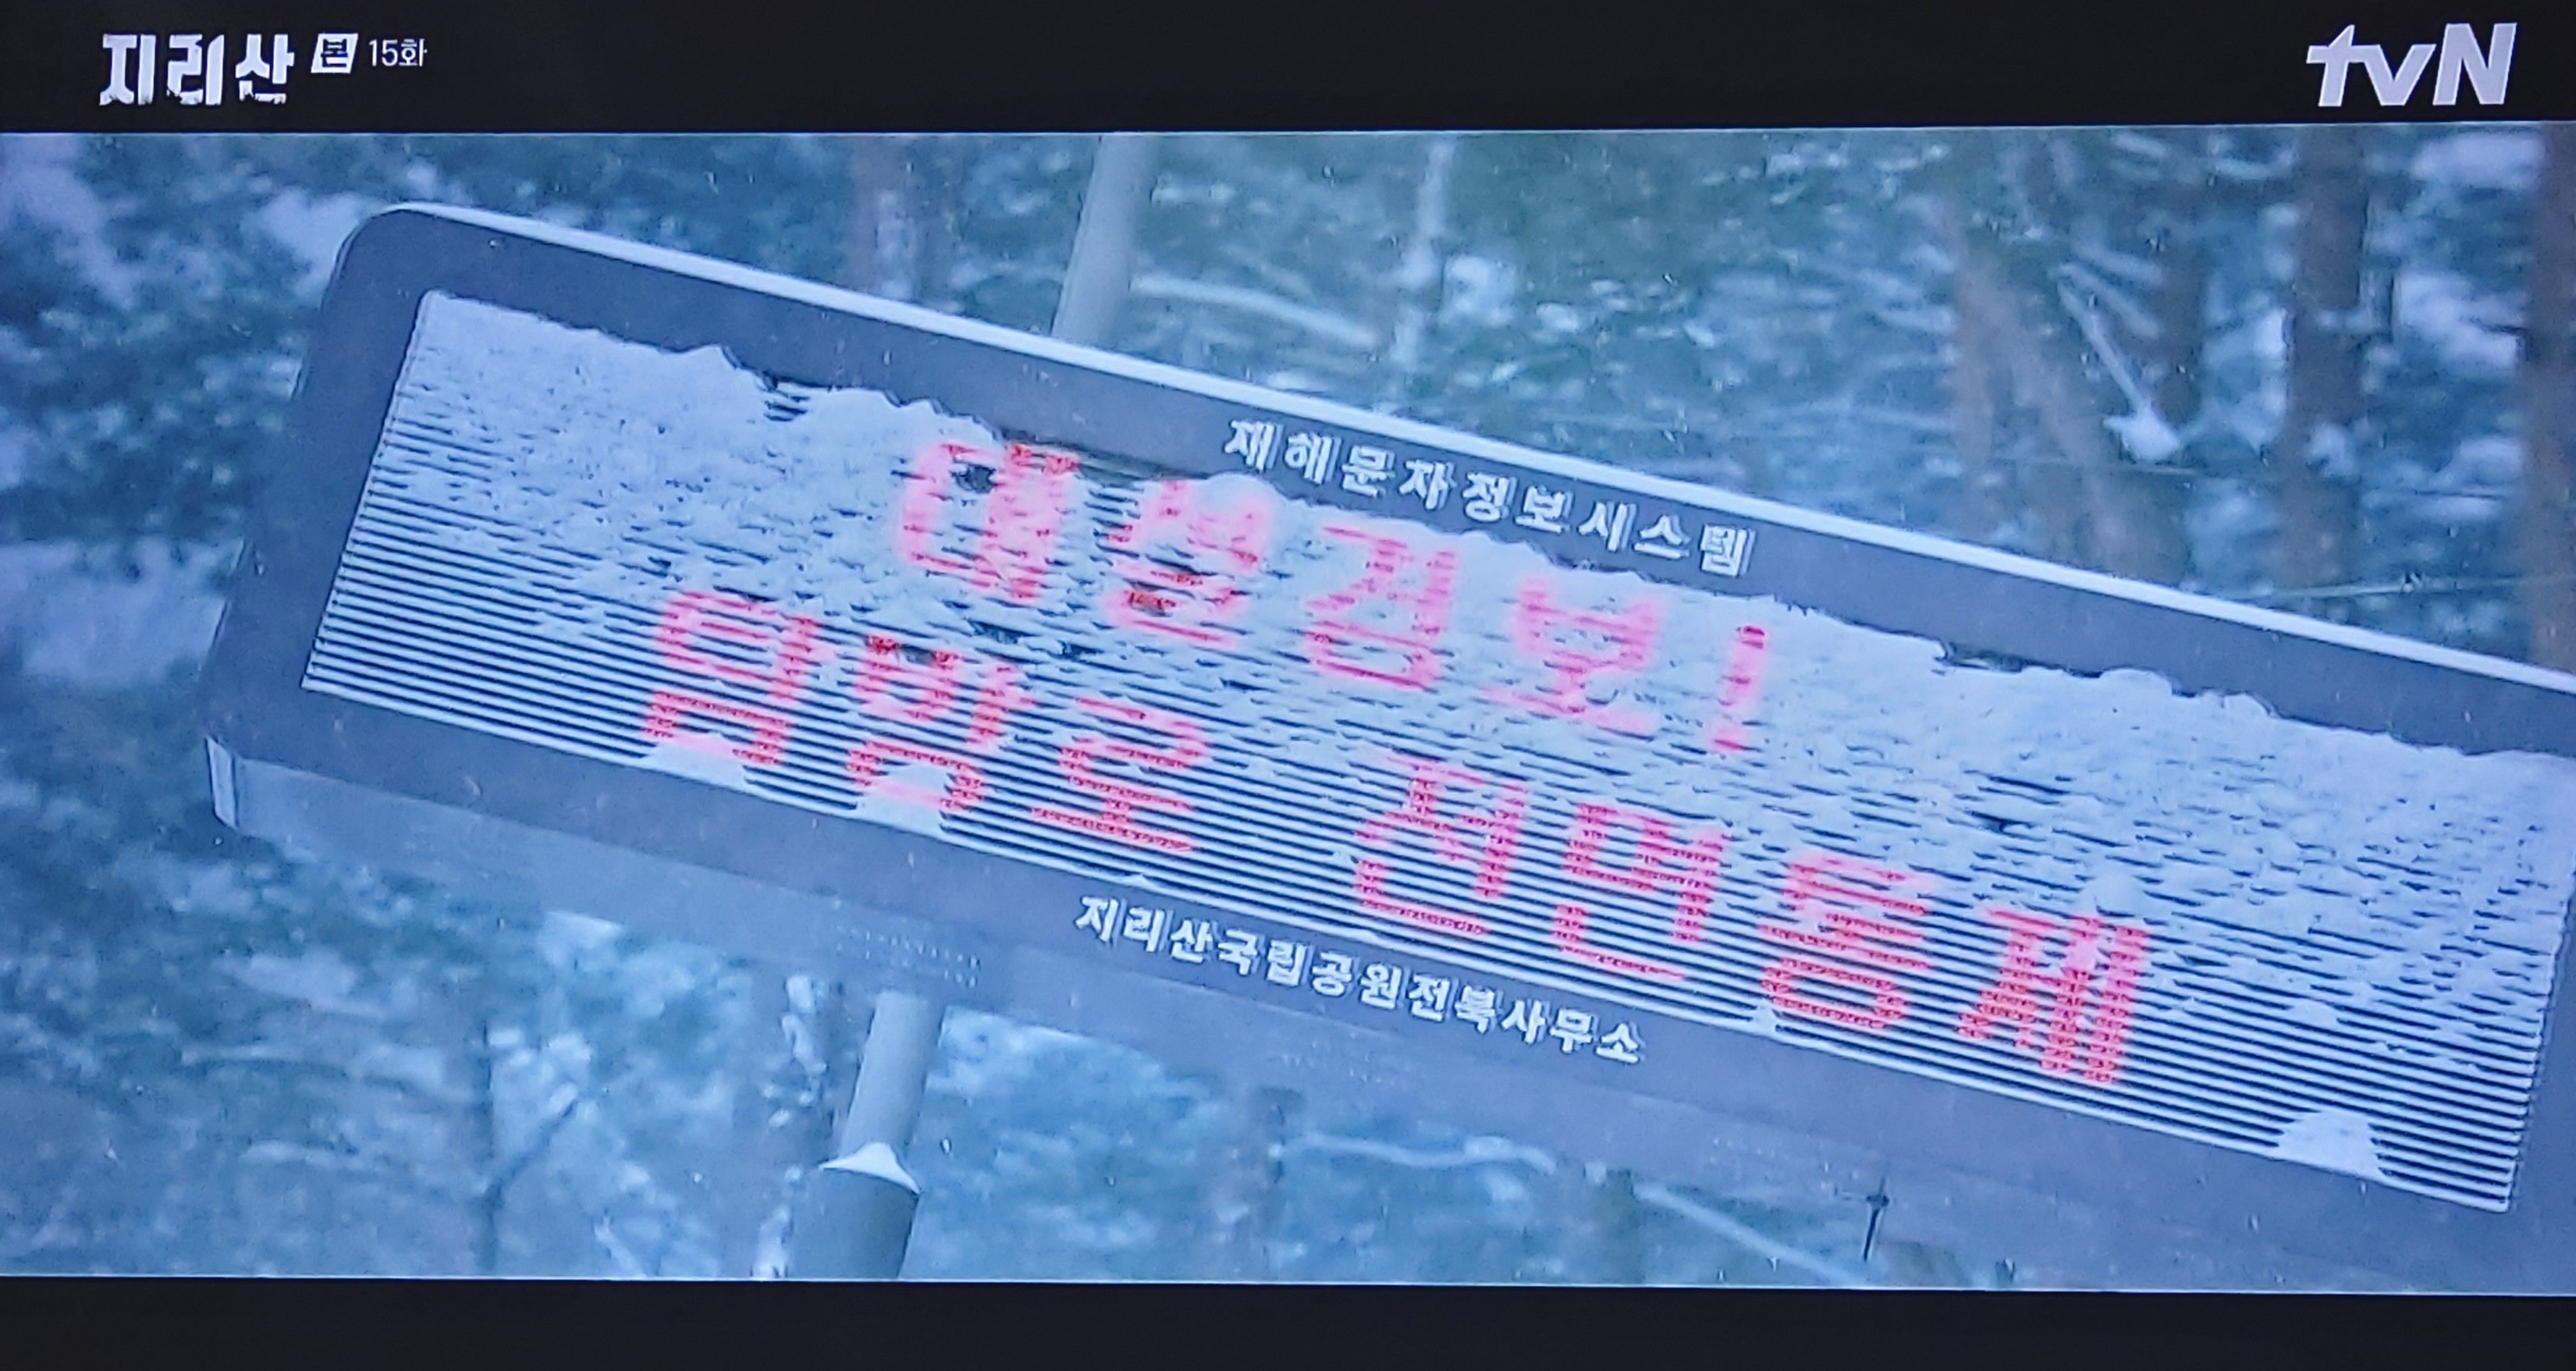 지리산 본 15화
tvN
재해문자정보시스템
대설경보!
탐방로 전면통제
지리산국립공원전북사무소